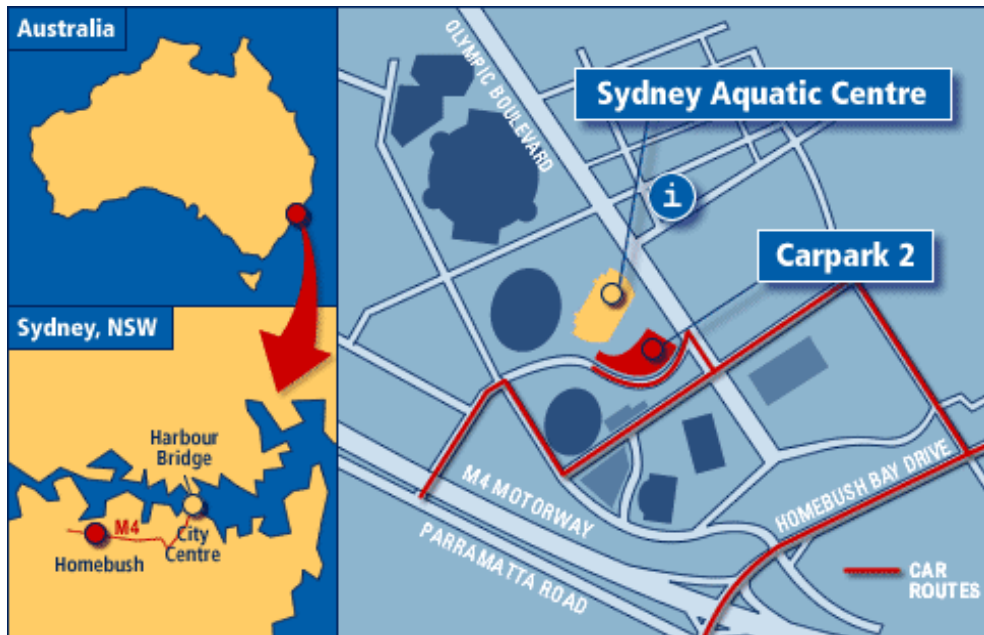 Australia
OLYMPIC BOULEVARD
Sydney Aquatic Centre
i
Carpark 2
Sydney, NSW
Harbour
Bridge
M4
City
Centre
Homebush
M4 MOTORWAY
PARRAMATTA ROAD
HOMEBUSH BAY DRIVE
CAR
ROUTES